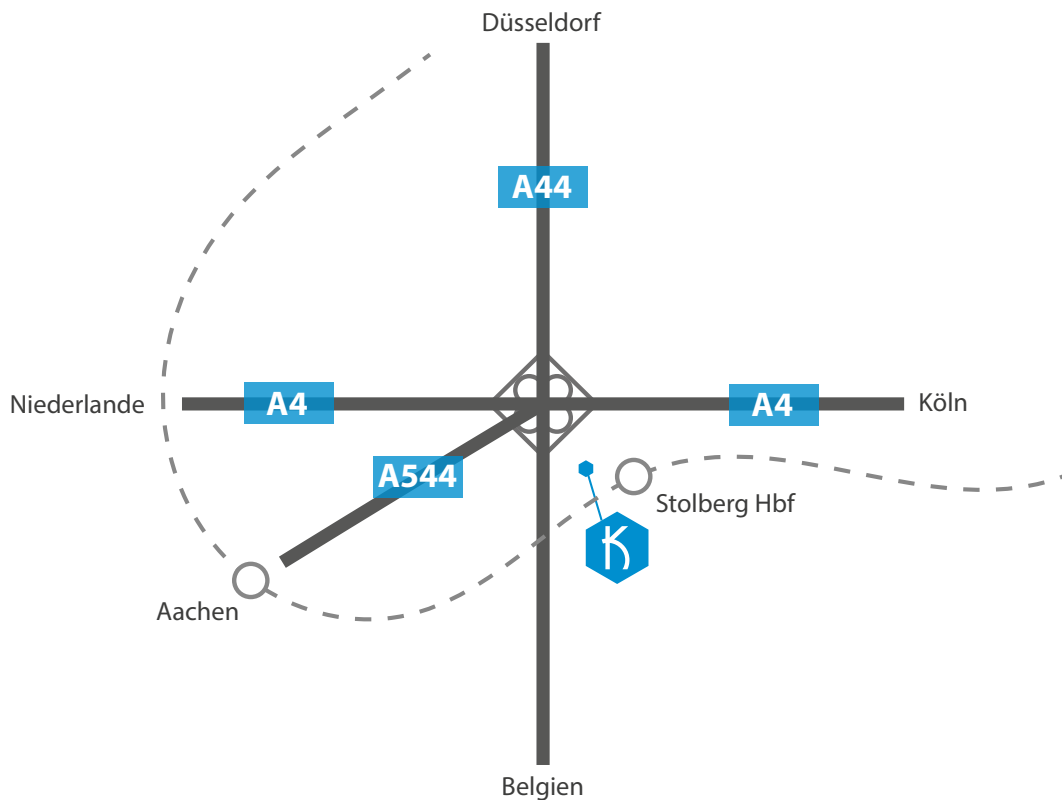 Düsseldorf
A44
Niederlande
A4
A4
Köln
A544
Stolberg Hbf
K
Aachen
Belgien